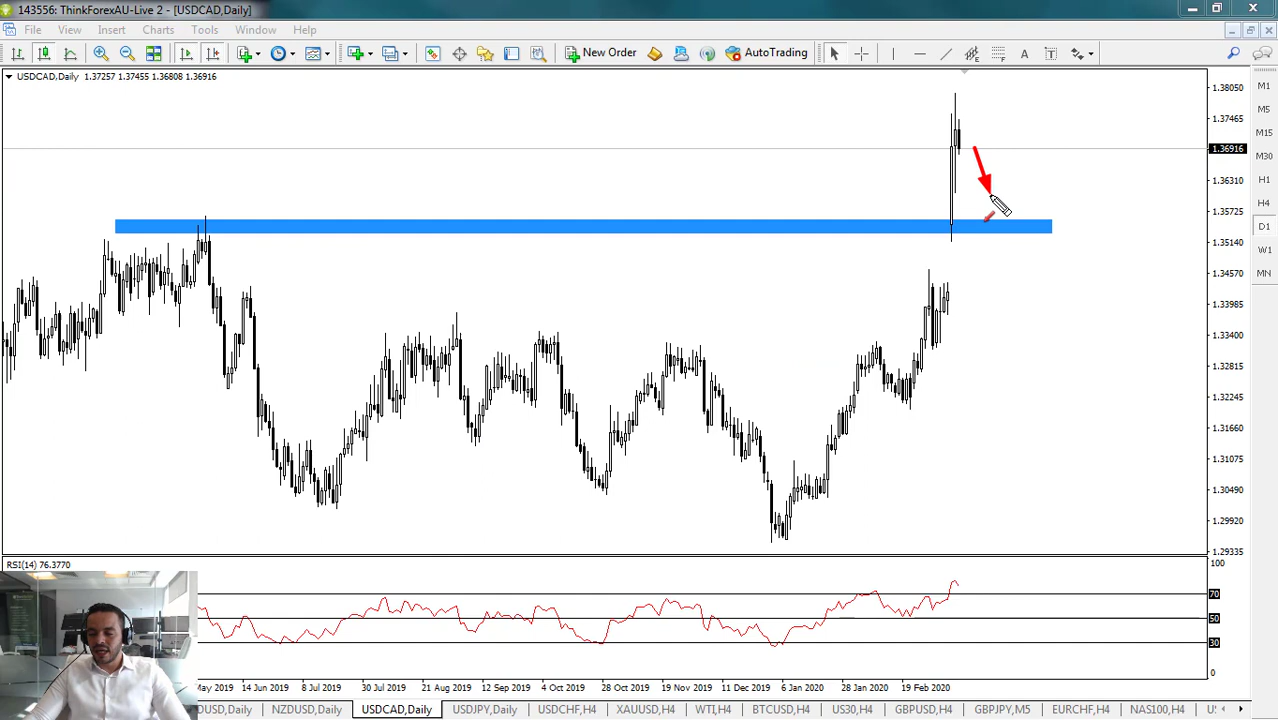 143556: ThinkForexAU-Live 2 - [USDCAD,Daily]
File View Insert Charts Tools Window Help
New Order AutoTrading
USDCAD,Daily 1.37257 1.37455 1.36808 1.36916
1.38050
1.37465
1.36916
1.36310
1.35725
1.35140
1.34570
1.33985
1.33400
1.32815
1.32245
1.31660
1.31075
1.30490
1.29920
1.29335
M1
M5
M15
M30
H1
H4
D1
W1
MN
RSI(14) 76.3770
100
70
50
30
0
May 2019 14 Jun 2019 8 Jul 2019 30 Jul 2019 21 Aug 2019 12 Sep 2019 4 Oct 2019 28 Oct 2019 19 Nov 2019 11 Dec 2019 6 Jan 2020 28 Jan 2020 19 Feb 2020
DUSD,Daily NZDUSD,Daily USDCAD,Daily USDJPY,Daily USDCHF,H4 XAUUSD,H4 WTI,H4 BTCUSD,H4 US30,H4 GBPUSD,H4 GBPJPY,M5 EURCHF,H4 NAS100,H4 US